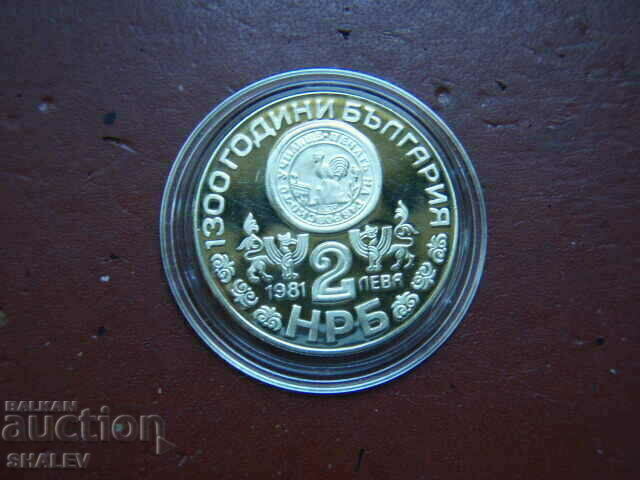 1300 ГОДИНИ БЪЛГАРИЯ
1981 2 ЛЕВА
НРБ
BALKAN
auction
SHALEV